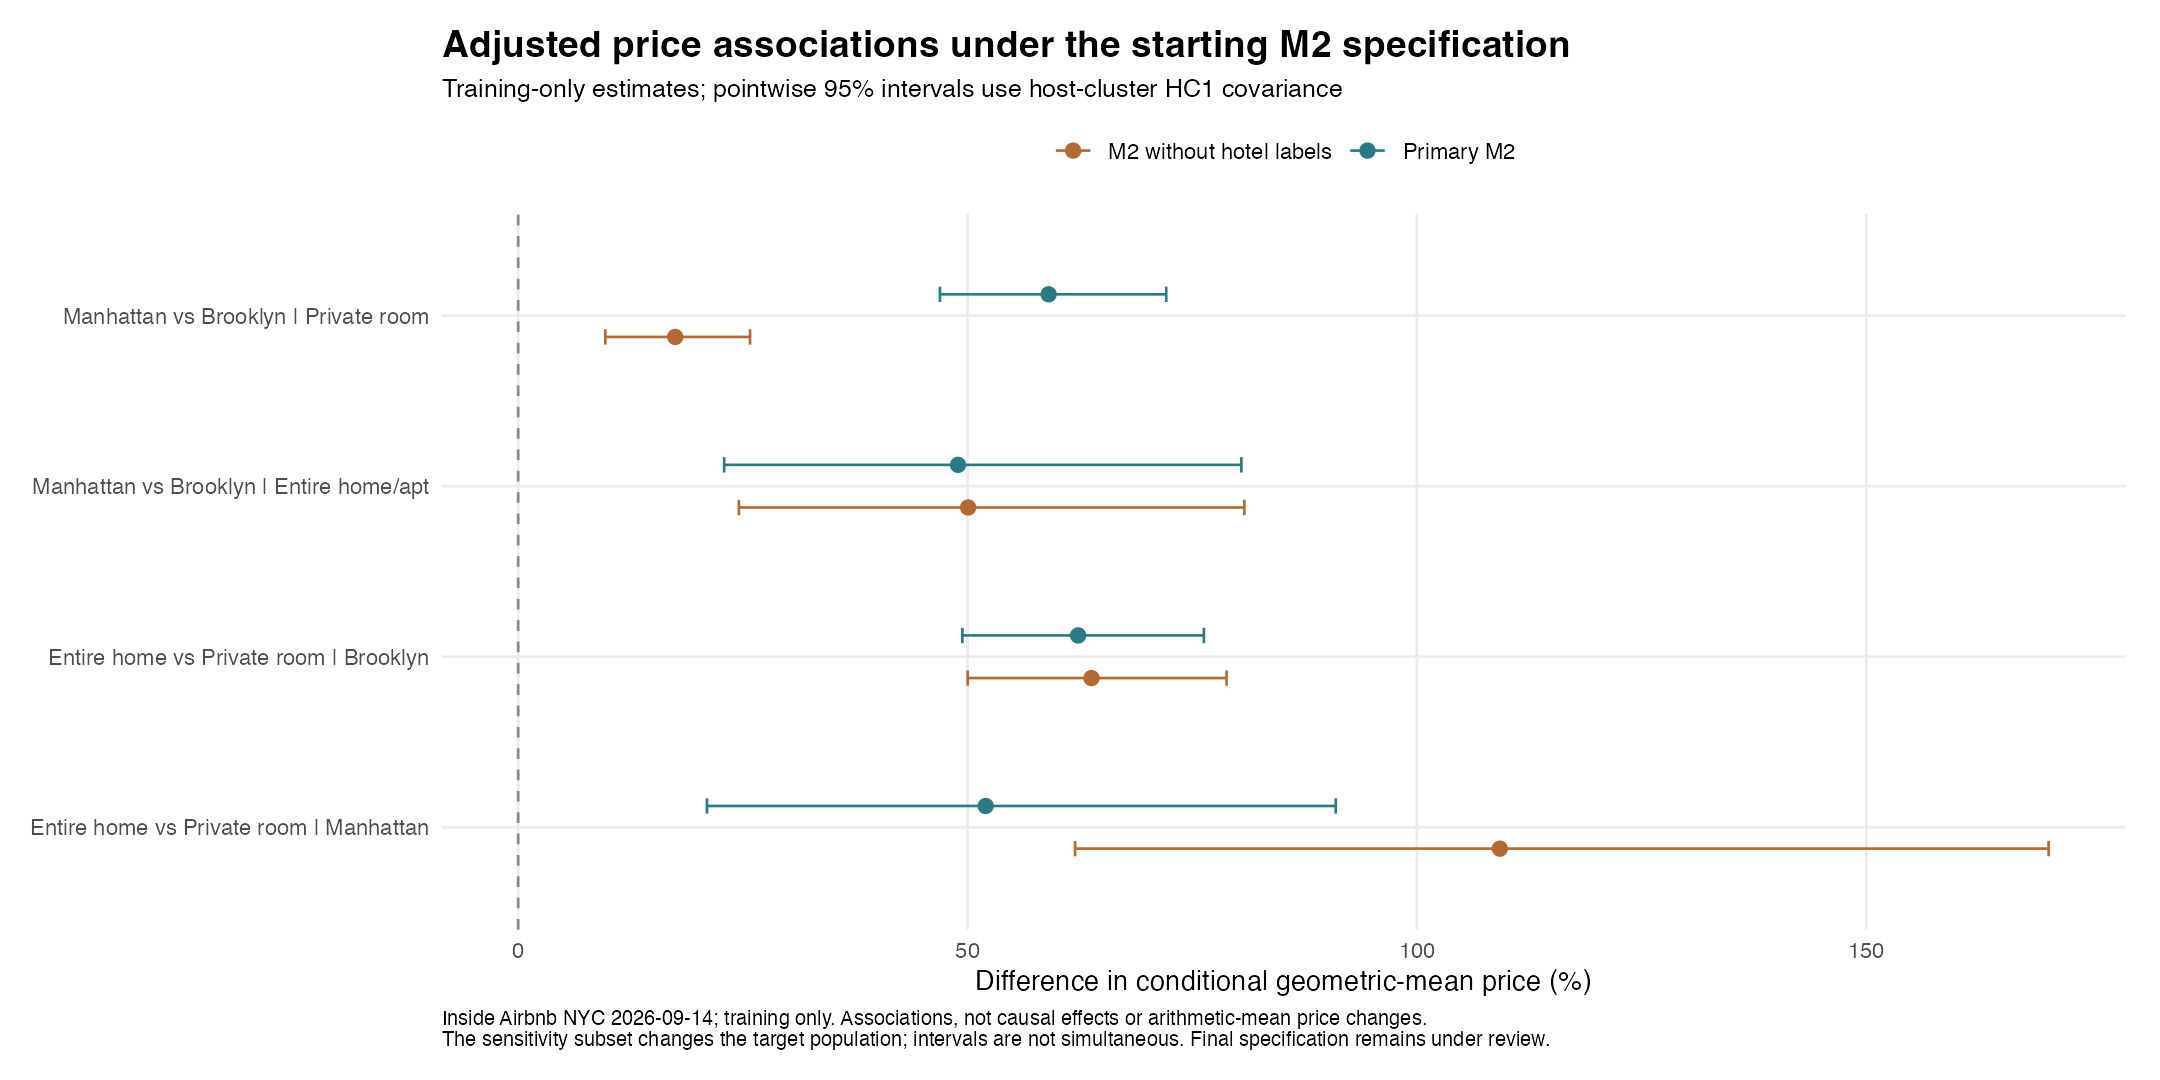 Adjusted price associations under the starting M2 specification
Training-only estimates; pointwise 95% intervals use host-cluster HC1 covariance
M2 without hotel labels
Primary M2
Manhattan vs Brooklyn | Private room
Manhattan vs Brooklyn | Entire home/apt
Entire home vs Private room | Brooklyn
Entire home vs Private room | Manhattan
0
50
100
150
Difference in conditional geometric-mean price (%)
Inside Airbnb NYC 2026-09-14; training only. Associations, not causal effects or arithmetic-mean price changes.
The sensitivity subset changes the target population; intervals are not simultaneous. Final specification remains under review.